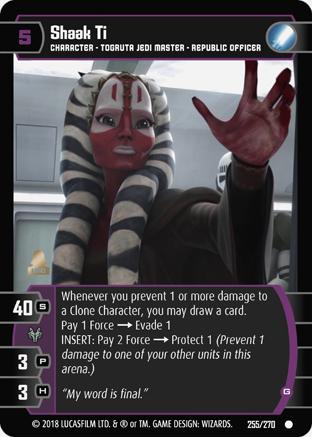 5
Shaak Ti
CHARACTER - TOGRUTA JEDI MASTER - REPUBLIC OFFICER
40 S
3 P
3 H
Whenever you prevent 1 or more damage to
a Clone Character, you may draw a card.
Pay 1 Force → Evade 1
INSERT: Pay 2 Force → Protect 1 (Prevent 1
damage to one of your other units in this
arena.)
“My word is final.”
G
© 2018 LUCASFILM LTD. & ® or TM. GAME DESIGN: WIZARDS. 255/270